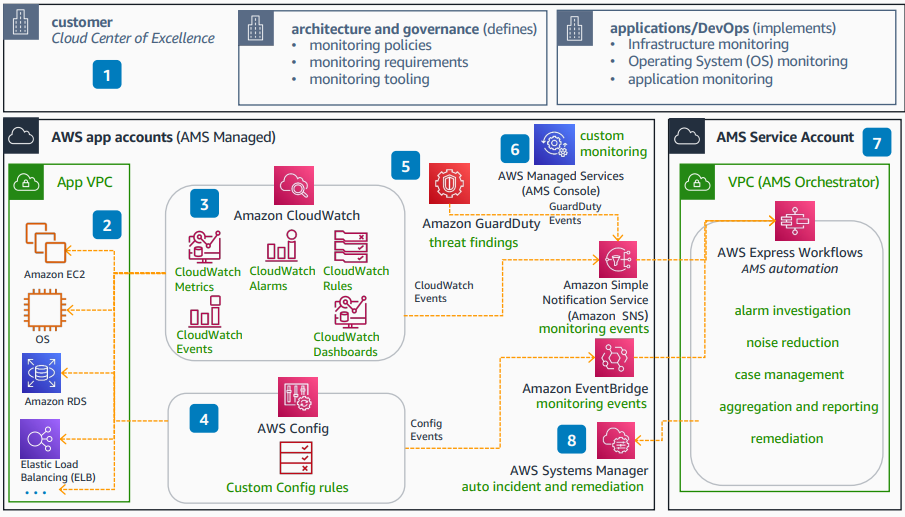 customer
Cloud Center of Excellence
1
architecture and governance (defines)
• monitoring policies
• monitoring requirements
• monitoring tooling
applications/DevOps (implements)
• Infrastructure monitoring
• Operating System (OS) monitoring
• application monitoring
AWS app accounts (AMS Managed)
App VPC
2
Amazon EC2
OS
Amazon RDS
Elastic Load
Balancing (ELB)
• • •
3
Amazon CloudWatch
CloudWatch
Metrics
CloudWatch
Alarms
CloudWatch
Rules
CloudWatch
Events
CloudWatch
Dashboards
4
AWS Config
Custom Config rules
5
Amazon GuardDuty
threat findings
6
custom
monitoring
AWS Managed Services
(AMS Console)
GuardDuty
Events
CloudWatch
Events
Amazon Simple
Notification Service
(Amazon SNS)
monitoring events
Amazon EventBridge
monitoring events
Config
Events
8
AWS Systems Manager
auto incident and remediation
AMS Service Account
7
VPC (AMS Orchestrator)
AWS Express Workflows
AMS automation
alarm investigation
noise reduction
case management
aggregation and reporting
remediation